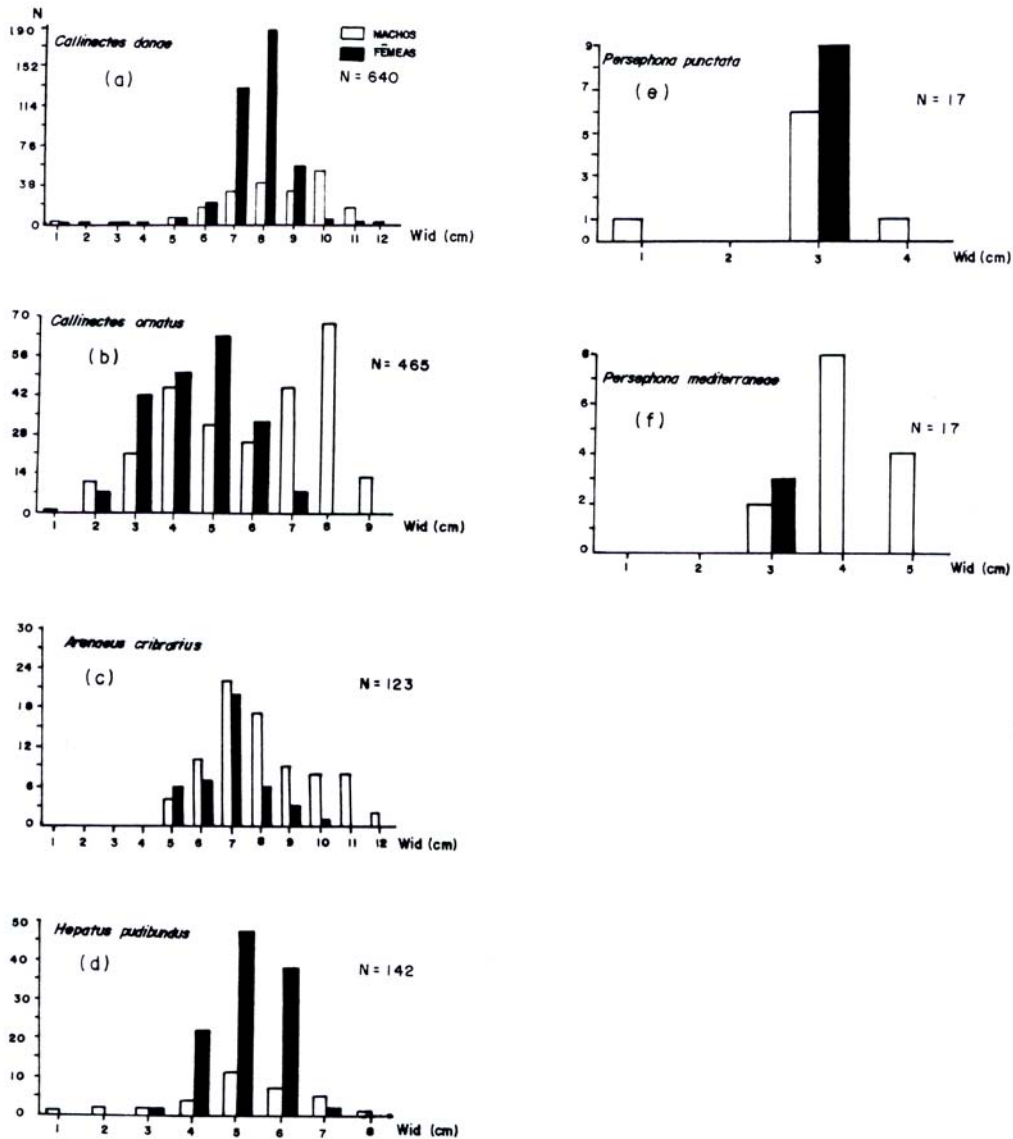 N
190
152
114
76
38
0
Callinectes danae
(a)
MACHOS
FÊMEAS
N = 640
1 2 3 4 5 6 7 8 9 10 11 12 Wid (cm)
70
56
42
28
14
0
Callinectes ornatus
(b)
N = 465
1 2 3 4 5 6 7 8 9 Wid (cm)
30
24
18
12
6
0
Arenaeus cribrarius
(c)
N = 123
1 2 3 4 5 6 7 8 9 10 11 12 Wid (cm)
50
40
30
20
10
0
Hepatus pudibundus
(d)
N = 142
1 2 3 4 5 6 7 8 Wid (cm)
9
7
6
4
3
1
0
Persephona punctata
(e)
N = 17
1 2 3 4 Wid (cm)
8
6
4
2
0
Persephona mediterraneae
(f)
N = 17
1 2 3 4 5 Wid (cm)